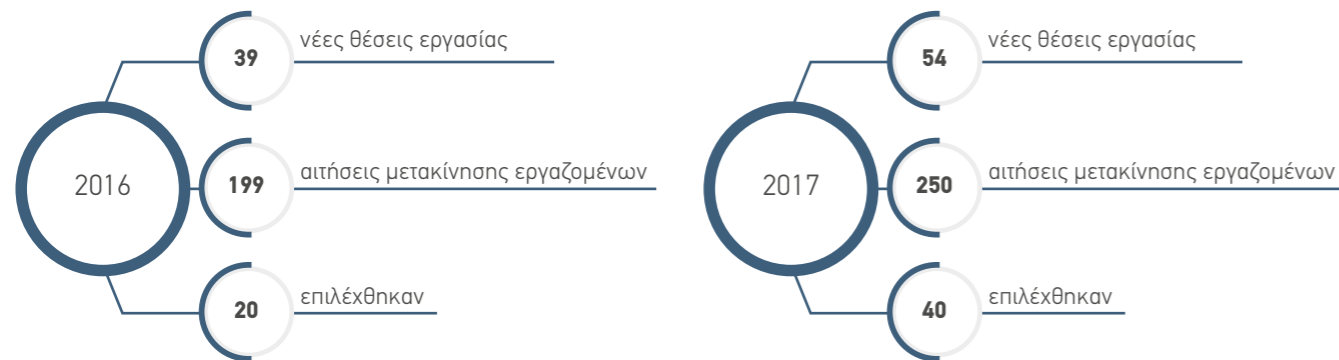 2016
39
νέες θέσεις εργασίας
199
αιτήσεις μετακίνησης εργαζομένων
20
επιλέχθηκαν
2017
54
νέες θέσεις εργασίας
250
αιτήσεις μετακίνησης εργαζομένων
40
επιλέχθηκαν